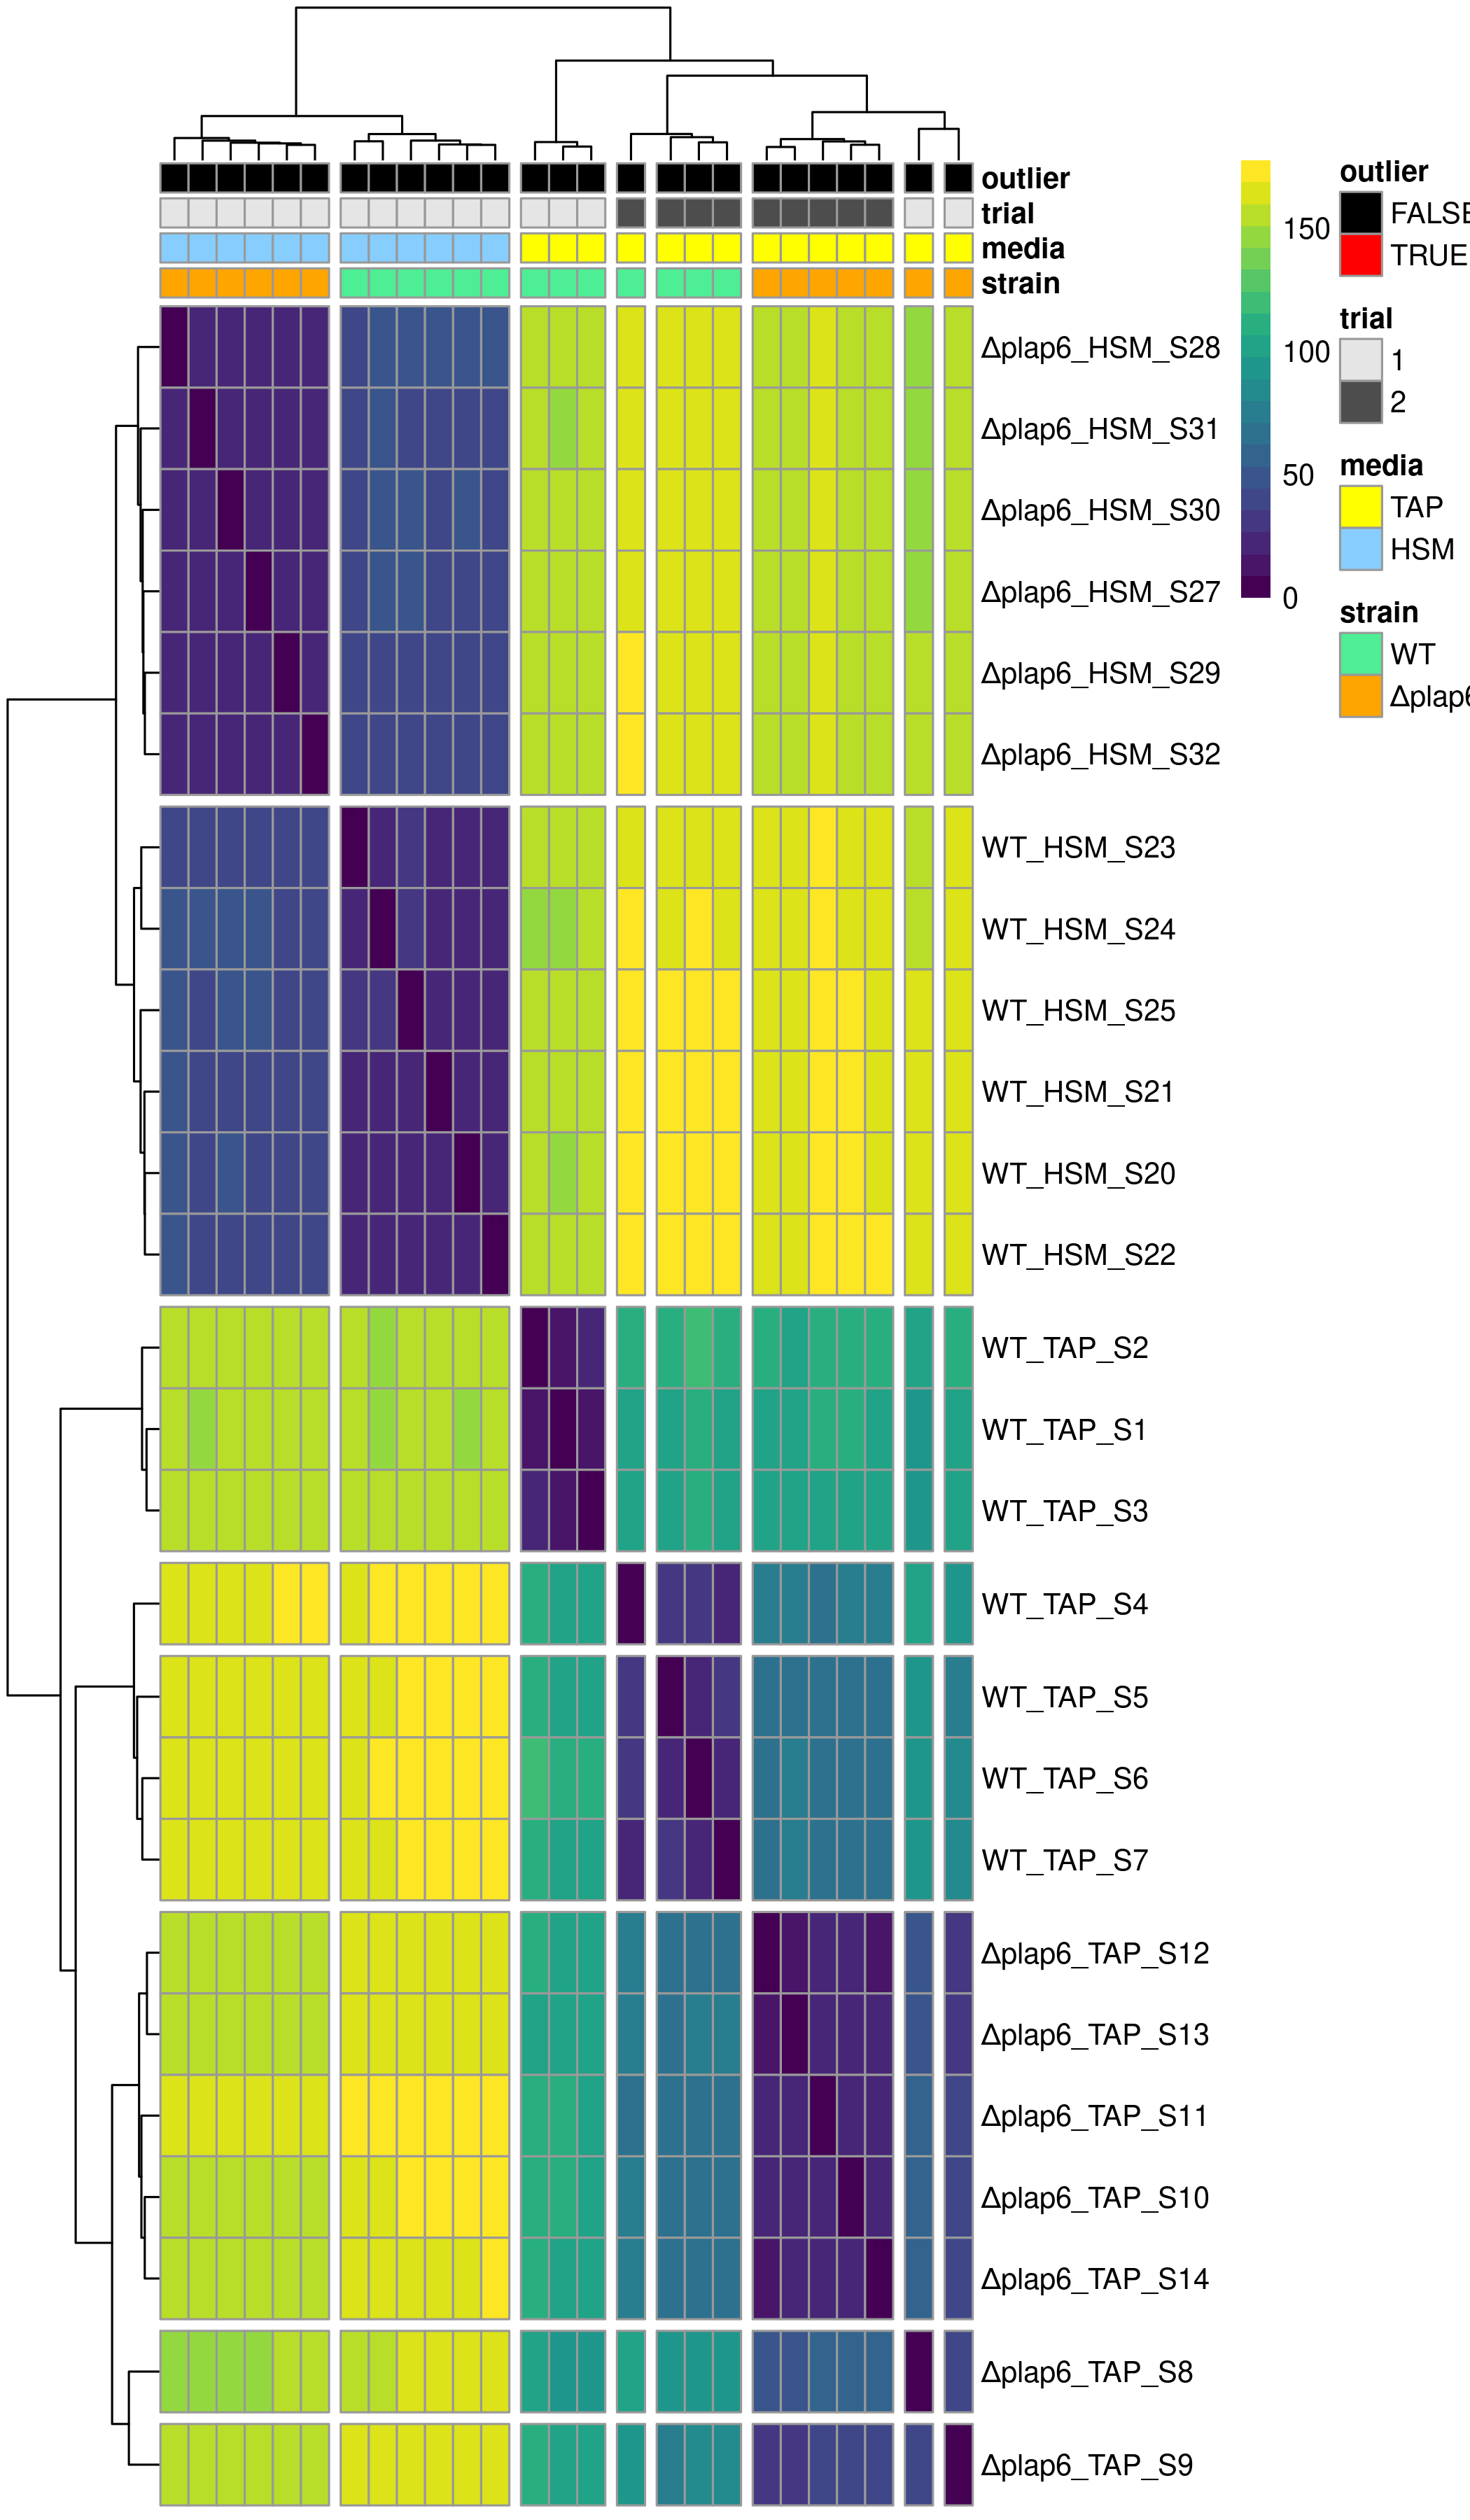 outlier
trial
media
strain
Δplap6_HSM_S28
Δplap6_HSM_S31
Δplap6_HSM_S30
Δplap6_HSM_S27
Δplap6_HSM_S29
Δplap6_HSM_S32
WT_HSM_S23
WT_HSM_S24
WT_HSM_S25
WT_HSM_S21
WT_HSM_S20
WT_HSM_S22
WT_TAP_S2
WT_TAP_S1
WT_TAP_S3
WT_TAP_S4
WT_TAP_S5
WT_TAP_S6
WT_TAP_S7
Δplap6_TAP_S12
Δplap6_TAP_S13
Δplap6_TAP_S11
Δplap6_TAP_S10
Δplap6_TAP_S14
Δplap6_TAP_S8
Δplap6_TAP_S9
150
100
50
0
outlier
FALSE
TRUE
trial
1
2
media
TAP
HSM
strain
WT
Δplap6